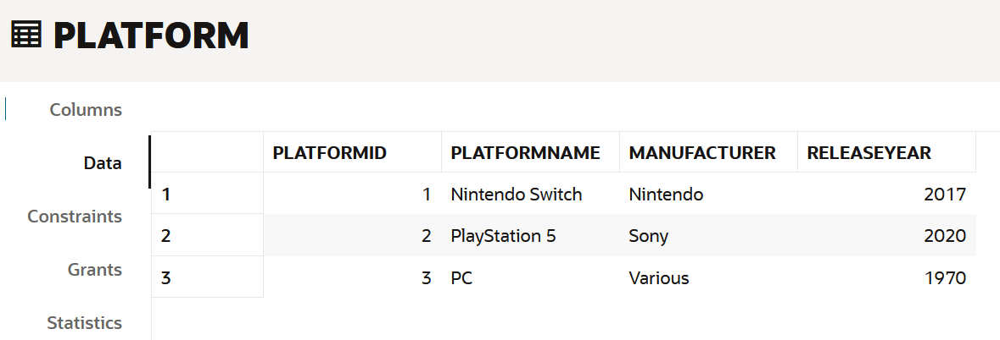 PLATFORM
Columns
Data
Constraints
Grants
Statistics
PLATFORMID PLATFORMNAME MANUFACTURER RELEASEYEAR
1 1 Nintendo Switch Nintendo 2017
2 2 PlayStation 5 Sony 2020
3 3 PC Various 1970